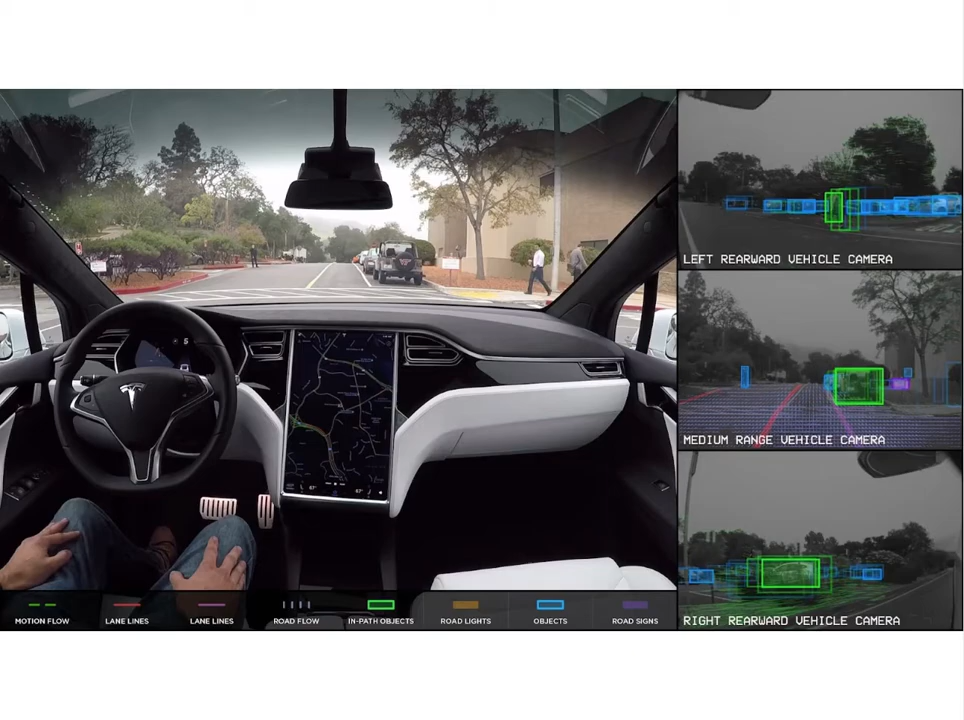 LEFT REARWARD VEHICLE CAMERA
MEDIUM RANGE VEHICLE CAMERA
RIGHT REARWARD VEHICLE CAMERA
MOTION FLOW
LANE LINES
LANE LINES
ROAD FLOW
IN-PATH OBJECTS
ROAD LIGHTS
OBJECTS
ROAD SIGNS